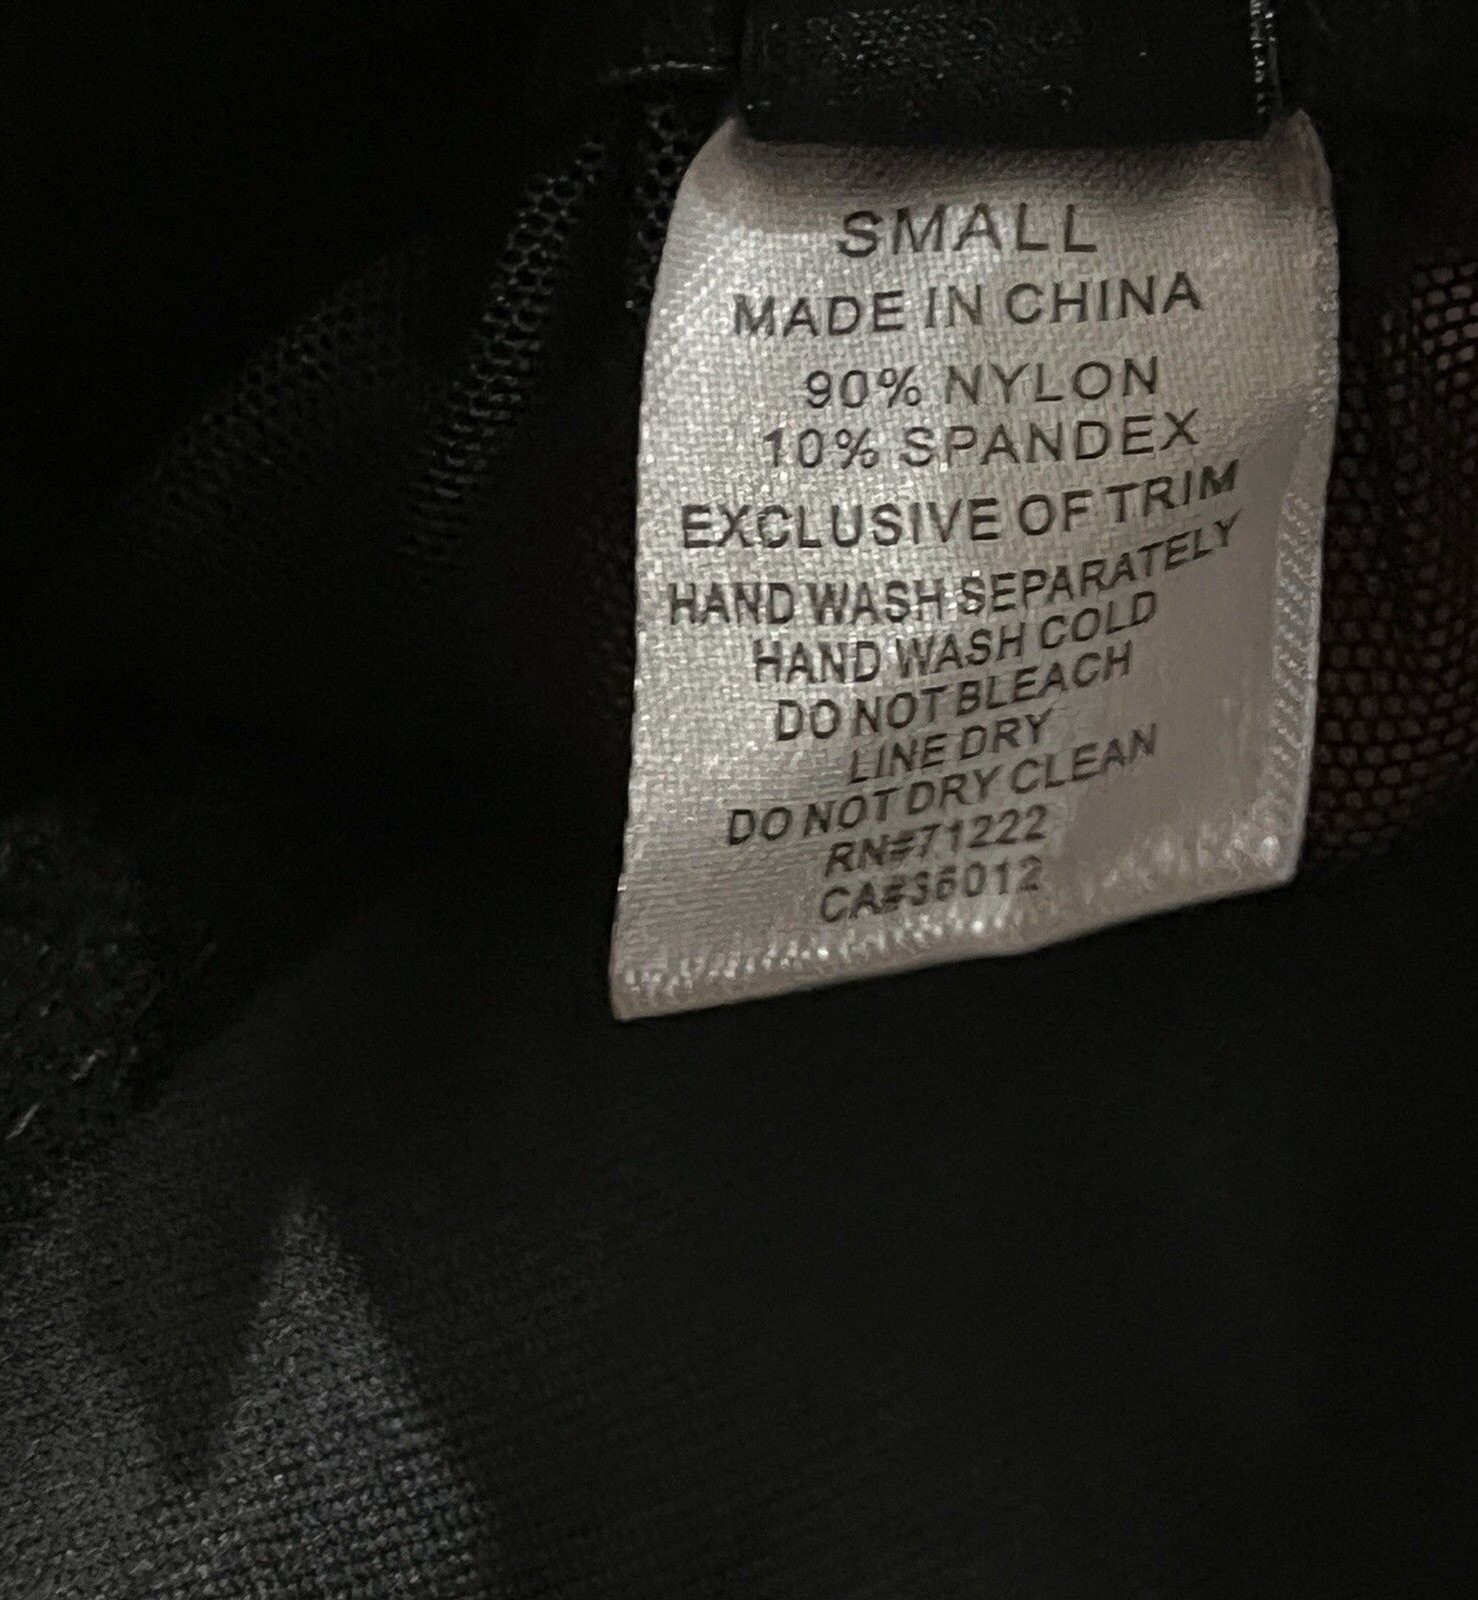 SMALL
MADE IN CHINA
90% NYLON
10% SPANDEX
EXCLUSIVE OF TRIM
HAND WASH SEPARATELY
HAND WASH COLD
DO NOT BLEACH
LINE DRY
DO NOT DRY CLEAN
RN#71222
CA#36012